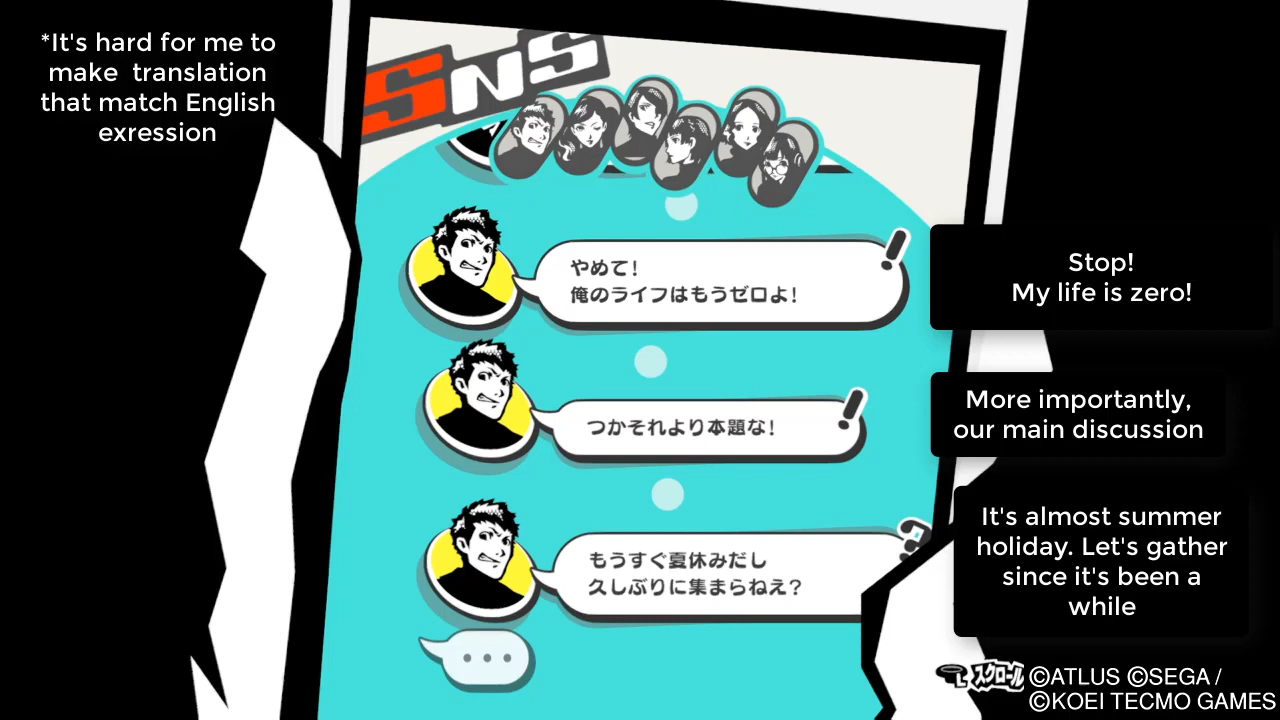 *It's hard for me to
make translation
that match English
exression
SNS
やめて!
俺のライフはもうゼロよ!
Stop!
My life is zero!
つかそれより本題な!
More importantly,
our main discussion
もうすぐ夏休みだし
久しぶりに集まらねえ?
It's almost summer
holiday. Let's gather
since it's been a
while
L スクロール
©ATLUS ©SEGA /
©KOEI TECMO GAMES